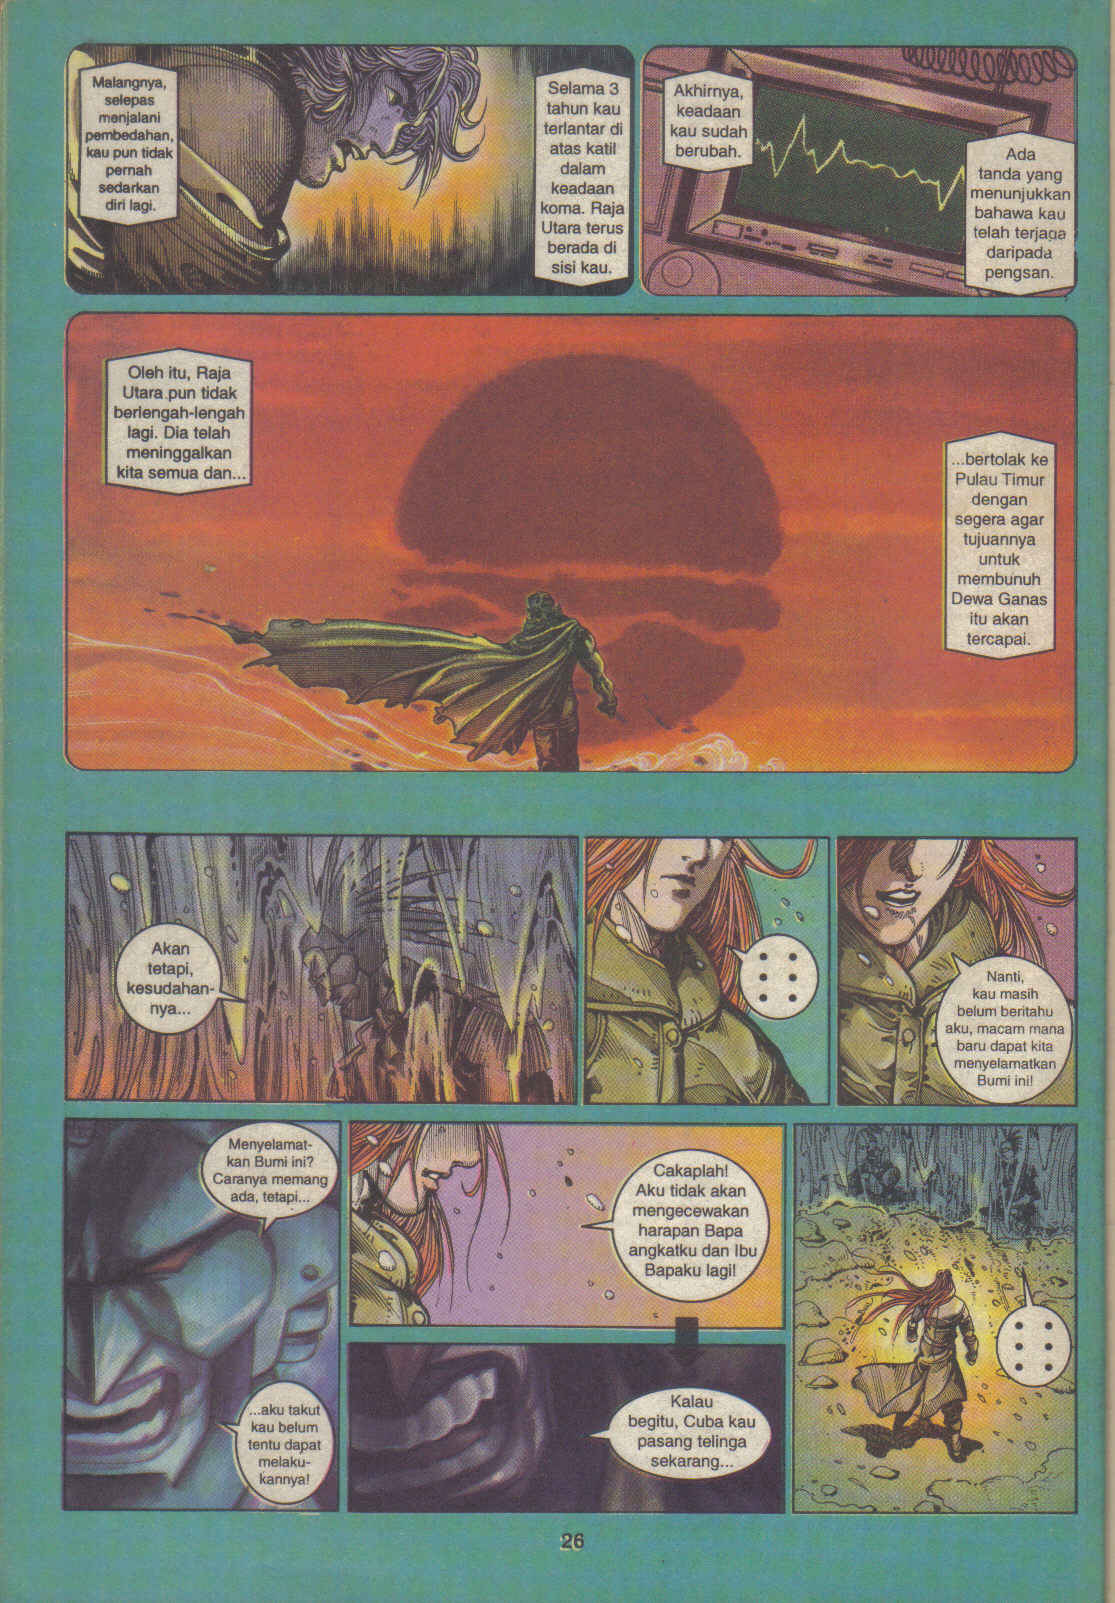 Malangnya,
selepas
menjalani
pembedahan,
kau pun tidak
pernah
sedarkan
diri lagi.
Selama 3
tahun kau
terlantar di
atas katil
dalam
keadaan
koma. Raja
Utara terus
berada di
sisi kau.
Akhirnya,
keadaan
kau sudah
berubah.
Ada
tanda yang
menunjukkan
bahawa kau
telah terjaga
daripada
pengsan.
Oleh itu, Raja
Utara pun tidak
berlengah-lengah
lagi. Dia telah
meninggalkan
kita semua dan...
...bertolak ke
Pulau Timur
dengan
segera agar
tujuannya
untuk
membunuh
Dewa Ganas
itu akan
tercapai.
Akan
tetapi,
kesudahan-
nya...
Nanti,
kau masih
belum beritahu
aku, macam mana
baru dapat kita
menyelamatkan
Bumi ini!
Menyelamat-
kan Bumi ini?
Caranya memang
ada, tetapi...
...aku takut
kau belum
tentu dapat
melaku-
kannya!
Cakaplah!
Aku tidak akan
mengecewakan
harapan Bapa
angkatku dan Ibu
Bapaku lagi!
Kalau
begitu, Cuba kau
pasang telinga
sekarang...
26